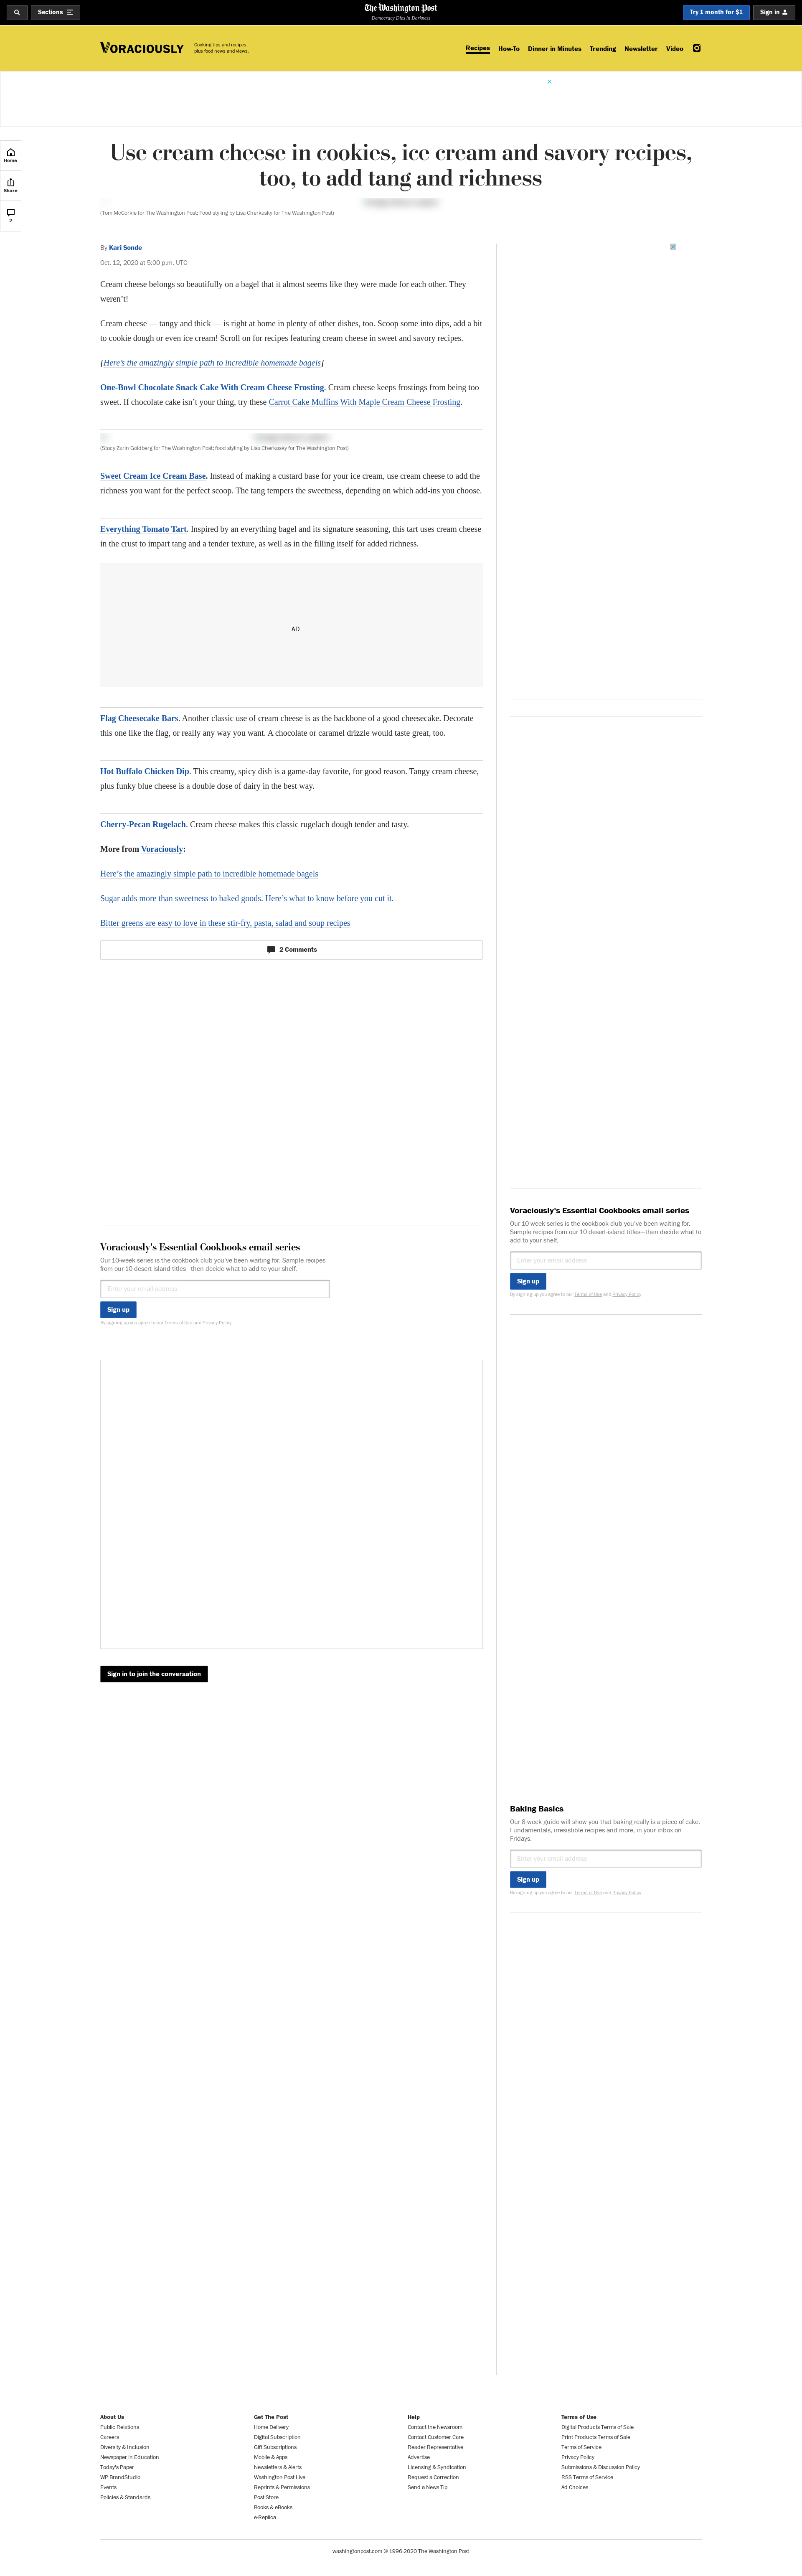 Sections
The Washington Post
Democracy Dies in Darkness
Try 1 month for $1
Sign in
VORACIOUSLY
Cooking tips and recipes,
plus food news and views.
Recipes
How-To
Dinner in Minutes
Trending
Newsletter
Video
Home
Share
2
Use cream cheese in cookies, ice cream and savory recipes,
too, to add tang and richness
(Tom McCorkle for The Washington Post; Food styling by Lisa Cherkasky for The Washington Post)
By Kari Sonde
Oct. 12, 2020 at 5:00 p.m. UTC
Cream cheese belongs so beautifully on a bagel that it almost seems like they were made for each other. They
weren’t!
Cream cheese — tangy and thick — is right at home in plenty of other dishes, too. Scoop some into dips, add a bit
to cookie dough or even ice cream! Scroll on for recipes featuring cream cheese in sweet and savory recipes.
[Here’s the amazingly simple path to incredible homemade bagels]
One-Bowl Chocolate Snack Cake With Cream Cheese Frosting. Cream cheese keeps frostings from being too
sweet. If chocolate cake isn’t your thing, try these Carrot Cake Muffins With Maple Cream Cheese Frosting.
(Stacy Zarin Goldberg for The Washington Post; food styling by Lisa Cherkasky for The Washington Post)
Sweet Cream Ice Cream Base. Instead of making a custard base for your ice cream, use cream cheese to add the
richness you want for the perfect scoop. The tang tempers the sweetness, depending on which add-ins you choose.
Everything Tomato Tart. Inspired by an everything bagel and its signature seasoning, this tart uses cream cheese
in the crust to impart tang and a tender texture, as well as in the filling itself for added richness.
AD
Flag Cheesecake Bars. Another classic use of cream cheese is as the backbone of a good cheesecake. Decorate
this one like the flag, or really any way you want. A chocolate or caramel drizzle would taste great, too.
Hot Buffalo Chicken Dip. This creamy, spicy dish is a game-day favorite, for good reason. Tangy cream cheese,
plus funky blue cheese is a double dose of dairy in the best way.
Cherry-Pecan Rugelach. Cream cheese makes this classic rugelach dough tender and tasty.
More from Voraciously:
Here’s the amazingly simple path to incredible homemade bagels
Sugar adds more than sweetness to baked goods. Here’s what to know before you cut it.
Bitter greens are easy to love in these stir-fry, pasta, salad and soup recipes
2 Comments
Voraciously's Essential Cookbooks email series
Our 10-week series is the cookbook club you've been waiting for. Sample recipes
from our 10 desert-island titles—then decide what to add to your shelf.
Enter your email address
Sign up
By signing up you agree to our Terms of Use and Privacy Policy
Sign in to join the conversation
Voraciously's Essential Cookbooks email series
Our 10-week series is the cookbook club you've been waiting for.
Sample recipes from our 10 desert-island titles—then decide what to
add to your shelf.
Enter your email address
Sign up
By signing up you agree to our Terms of Use and Privacy Policy
Baking Basics
Our 8-week guide will show you that baking really is a piece of cake.
Fundamentals, irresistible recipes and more, in your inbox on
Fridays.
Enter your email address
Sign up
By signing up you agree to our Terms of Use and Privacy Policy
About Us
Public Relations
Careers
Diversity & Inclusion
Newspaper in Education
Today's Paper
WP BrandStudio
Events
Policies & Standards
Get The Post
Home Delivery
Digital Subscription
Gift Subscriptions
Mobile & Apps
Newsletters & Alerts
Washington Post Live
Reprints & Permissions
Post Store
Books & eBooks
e-Replica
Help
Contact the Newsroom
Contact Customer Care
Reader Representative
Advertise
Licensing & Syndication
Request a Correction
Send a News Tip
Terms of Use
Digital Products Terms of Sale
Print Products Terms of Sale
Terms of Service
Privacy Policy
Submissions & Discussion Policy
RSS Terms of Service
Ad Choices
washingtonpost.com © 1996-2020 The Washington Post